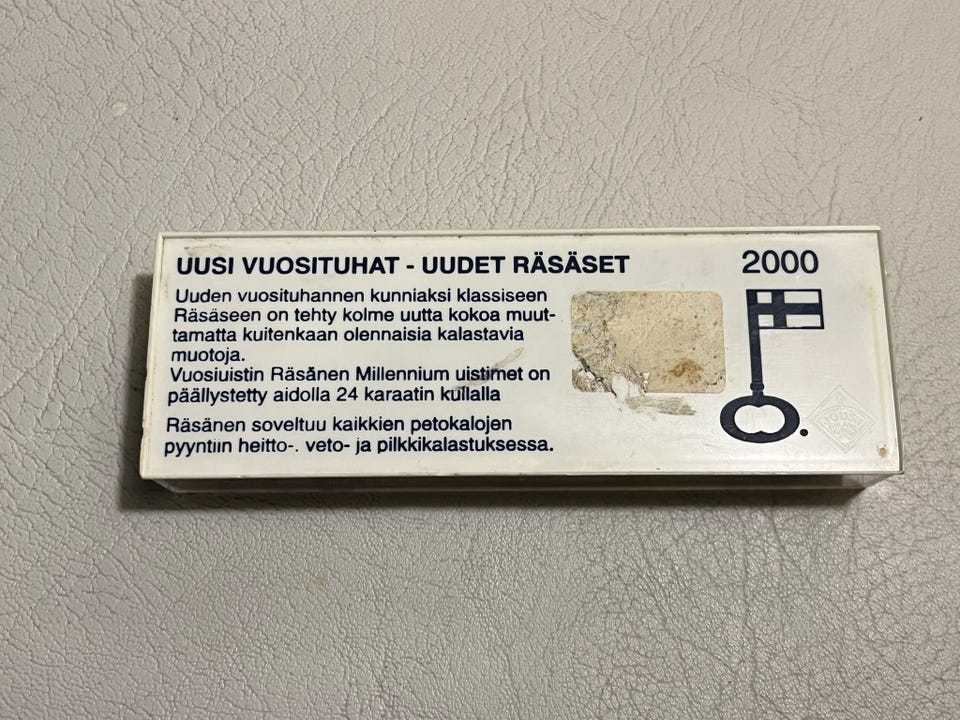 UUSI VUOSITUHAT - UUDET RÄSÄSET
2000
Uuden vuosituhannen kunniaksi klassiseen
Räsäseen on tehty kolme uutta kokoa muut-
tamatta kuitenkaan olennaisia kalastavia
muotoja.
Vuosiuistin Räsänen Millennium uistimet on
päällystetty aidolla 24 karaatin kullalla
Räsänen soveltuu kaikkien petokalojen
pyyntiin heitto-. veto- ja pilkkikalastuksessa.